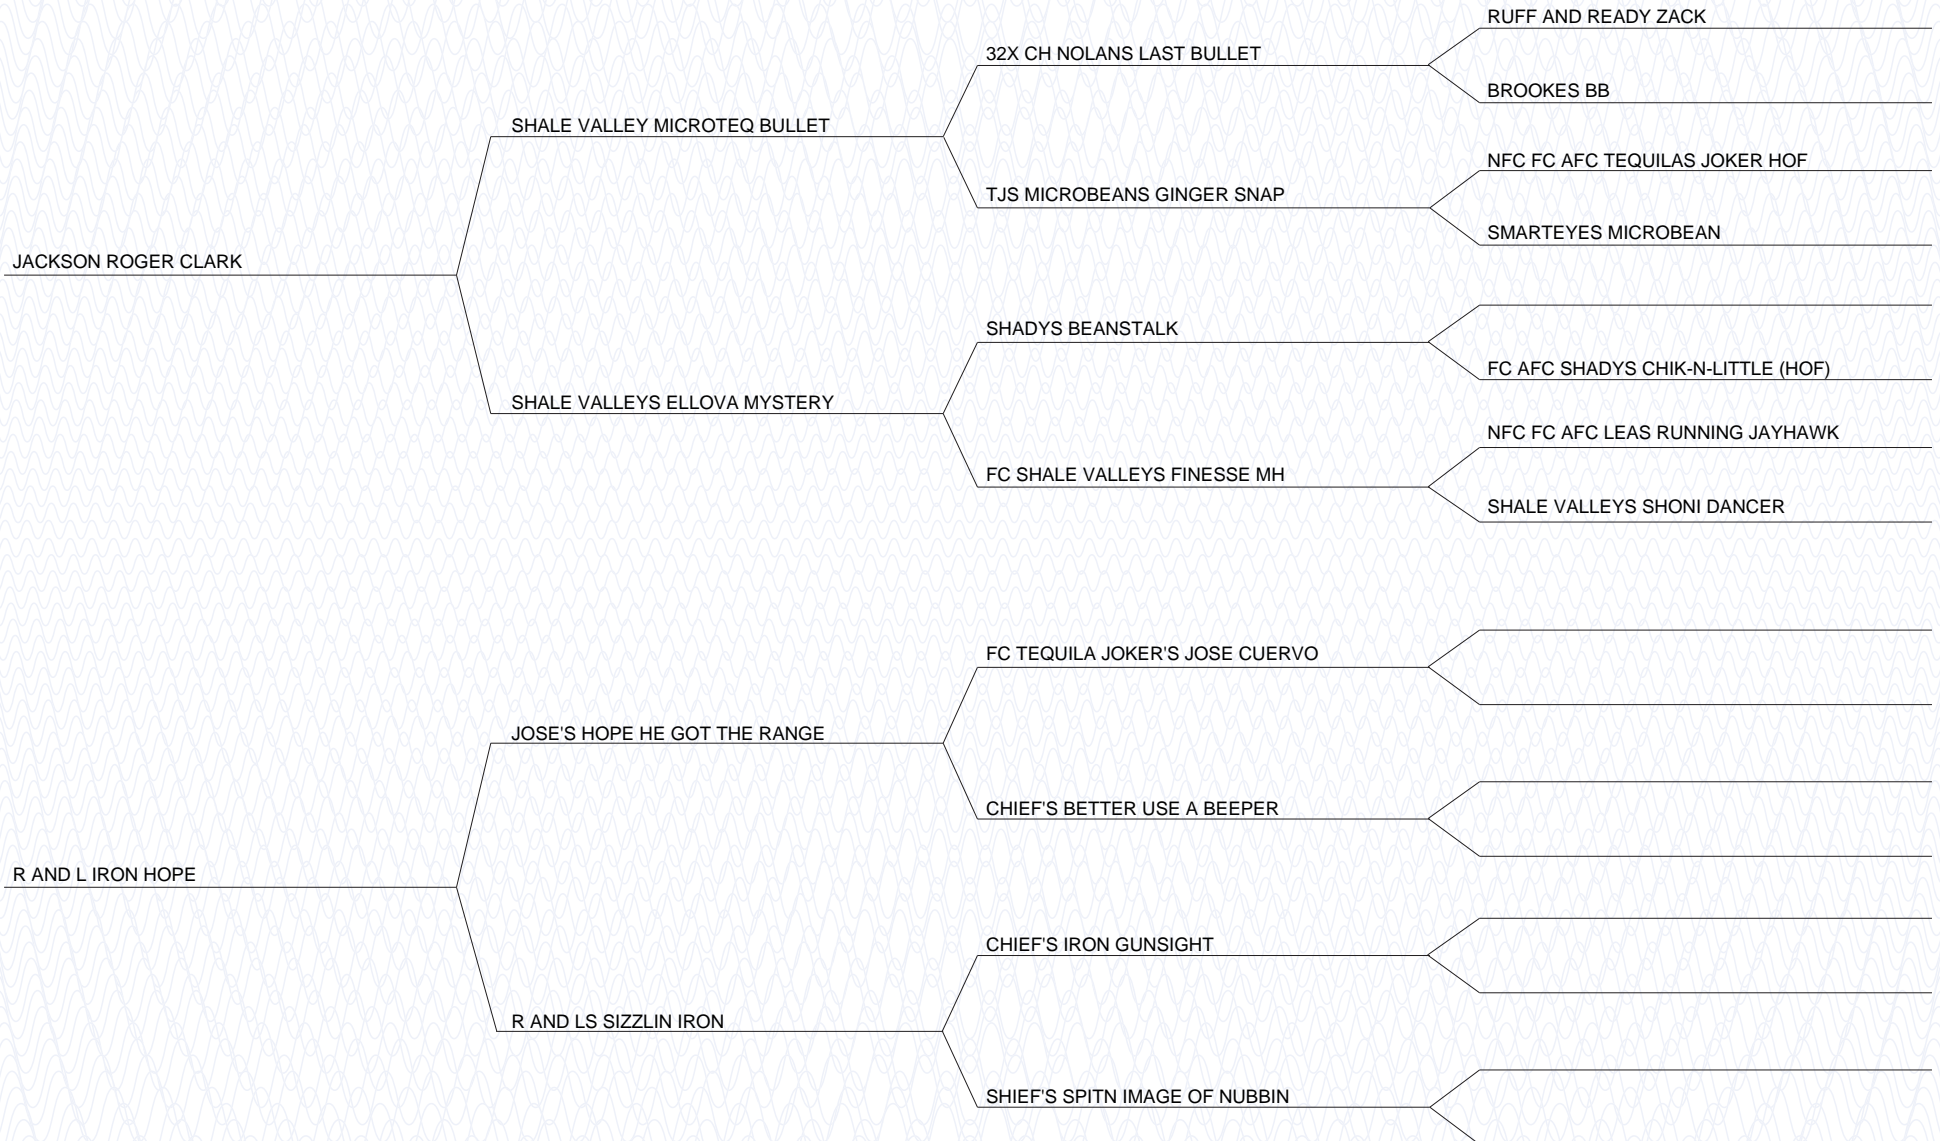 RUFF AND READY ZACK
32X CH NOLANS LAST BULLET
BROOKES BB
SHALE VALLEY MICROTEQ BULLET
NFC FC AFC TEQUILAS JOKER HOF
TJS MICROBEANS GINGER SNAP
SMARTEYES MICROBEAN
JACKSON ROGER CLARK
SHADYS BEANSTALK
FC AFC SHADYS CHIK-N-LITTLE (HOF)
SHALE VALLEYS ELLOVA MYSTERY
NFC FC AFC LEAS RUNNING JAYHAWK
FC SHALE VALLEYS FINESSE MH
SHALE VALLEYS SHONI DANCER
FC TEQUILA JOKER'S JOSE CUERVO
JOSE'S HOPE HE GOT THE RANGE
CHIEF'S BETTER USE A BEEPER
R AND L IRON HOPE
CHIEF'S IRON GUNSIGHT
R AND LS SIZZLIN IRON
SHIEF'S SPITN IMAGE OF NUBBIN